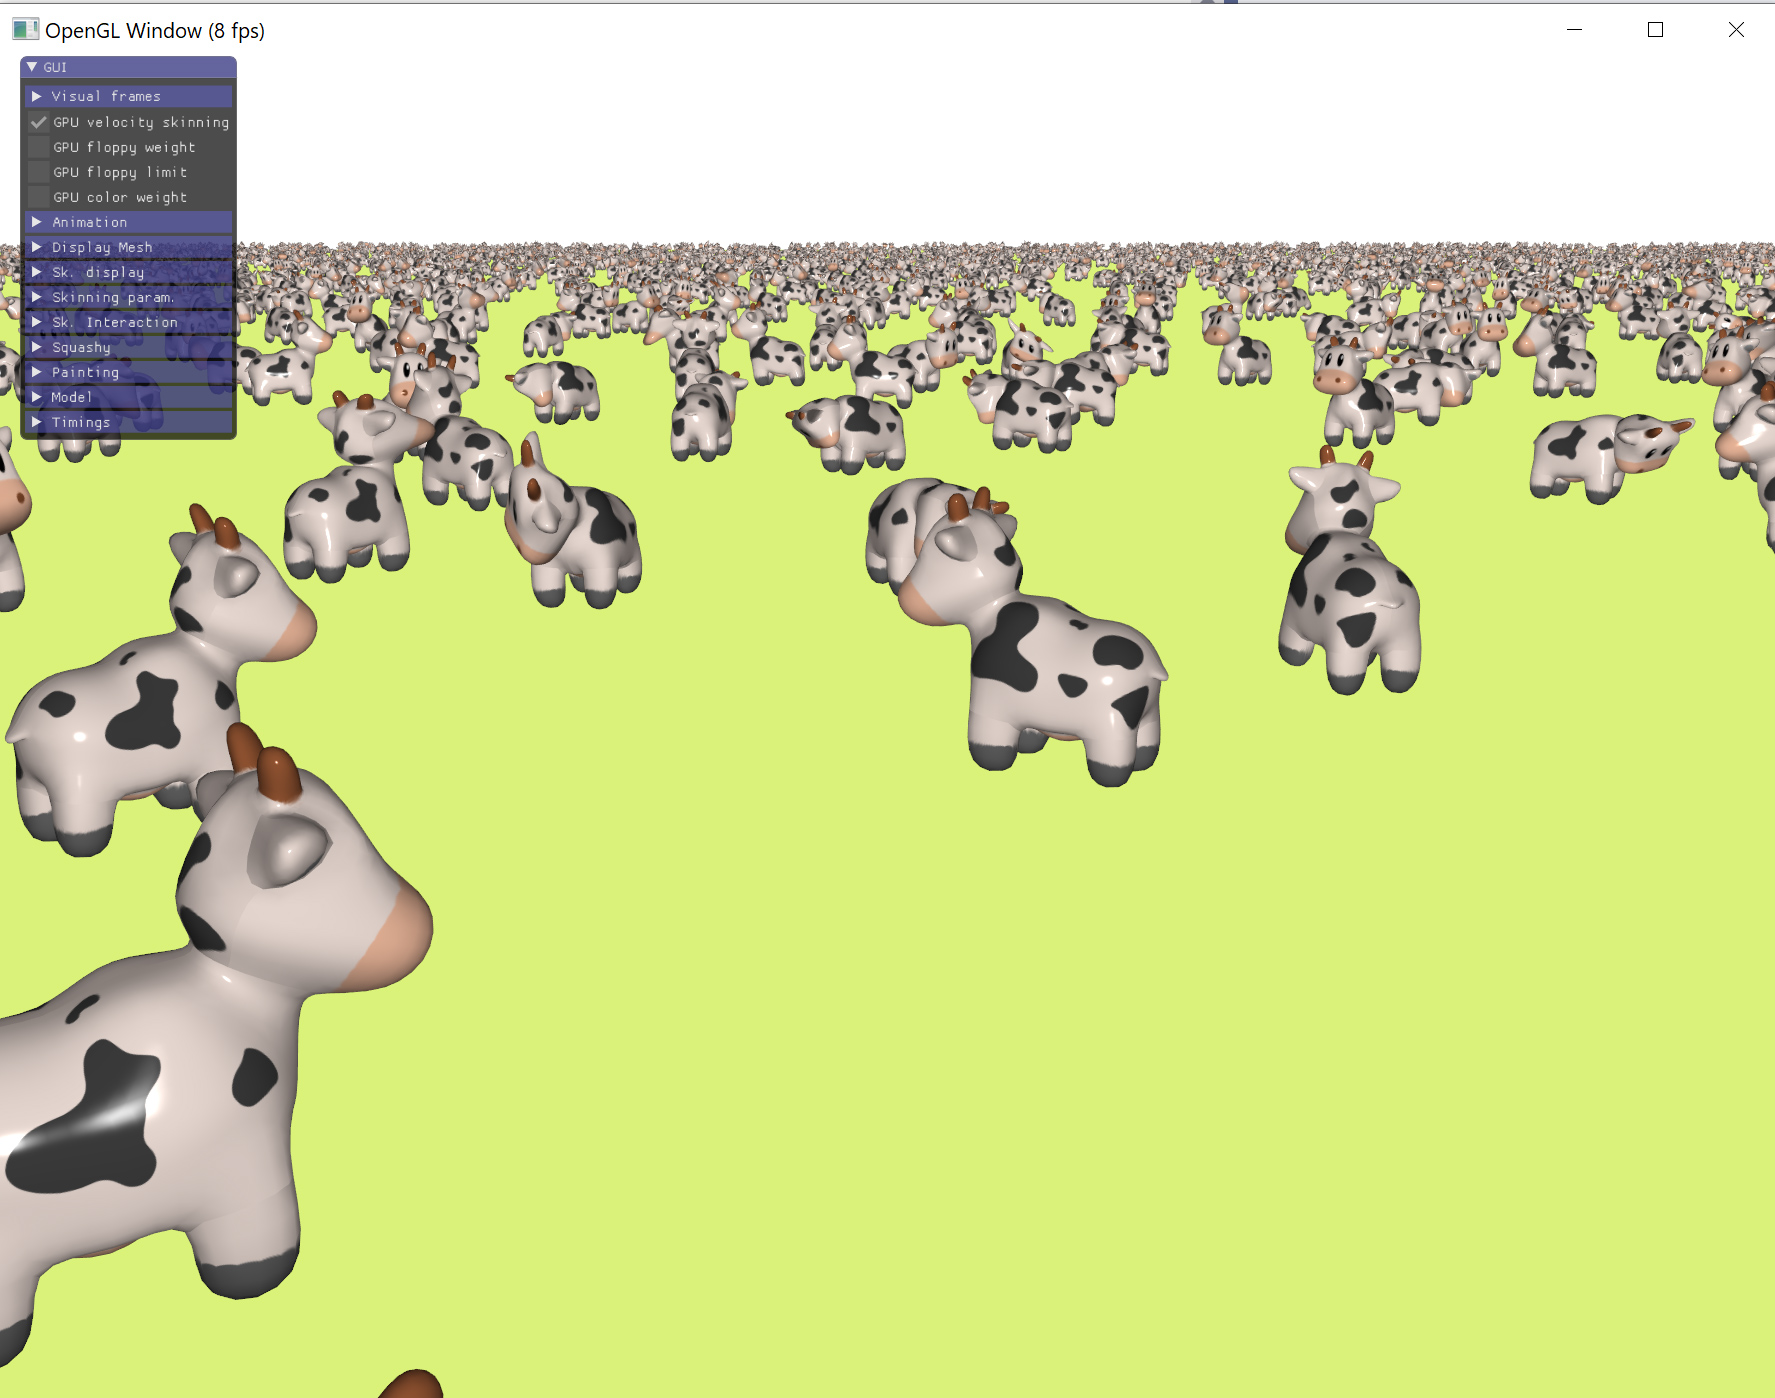 OpenGL Window (8 fps)
GUI
Visual frames
GPU velocity skinning
GPU floppy weight
GPU floppy limit
GPU color weight
Animation
Display Mesh
Sk. display
Skinning param.
Sk. Interaction
Squashy
Painting
Model
Timings